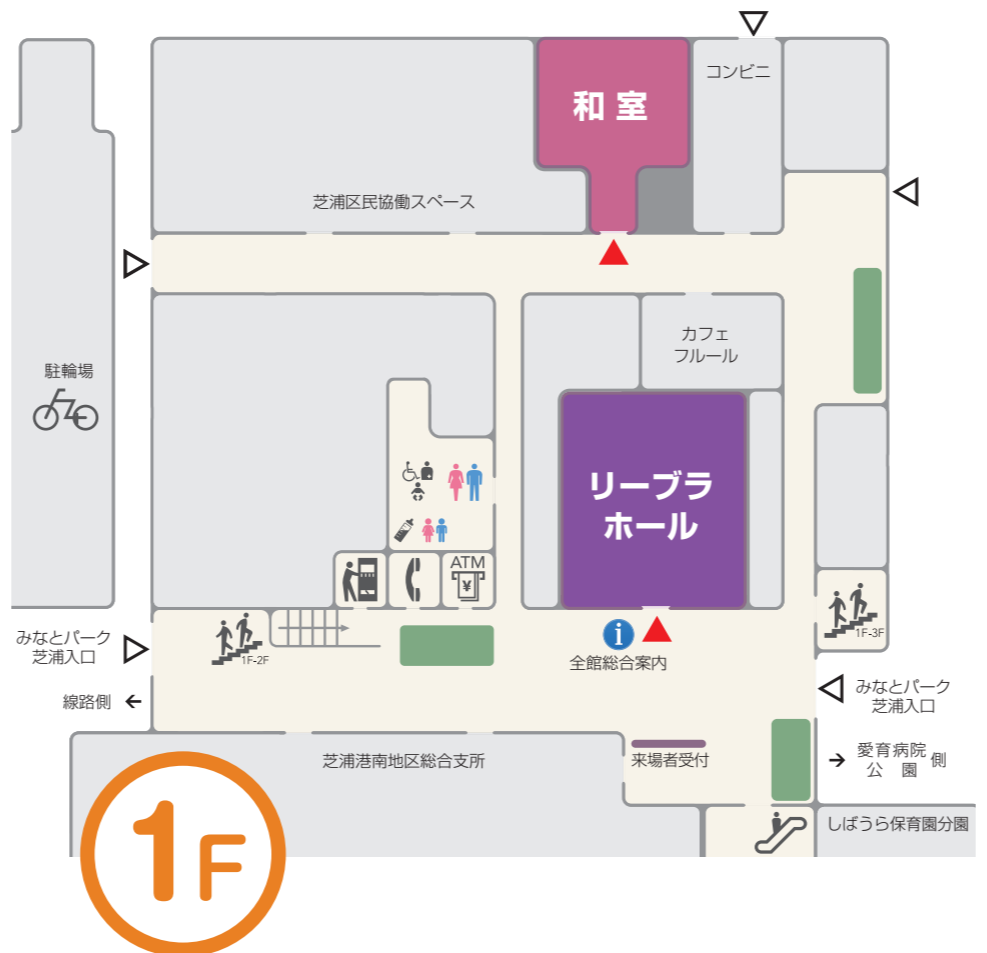 和室
コンビニ
芝浦区民協働スペース
カフェ
フルール
駐輪場
リーブラ
ホール
ATM
¥
1F-2F
1F-3F
i
全館総合案内
みなとパーク
芝浦入口
線路側 ←
みなとパーク
芝浦入口
→ 愛育病院 側
公園
芝浦港南地区総合支所
来場者受付
しばうら保育園分園
1F